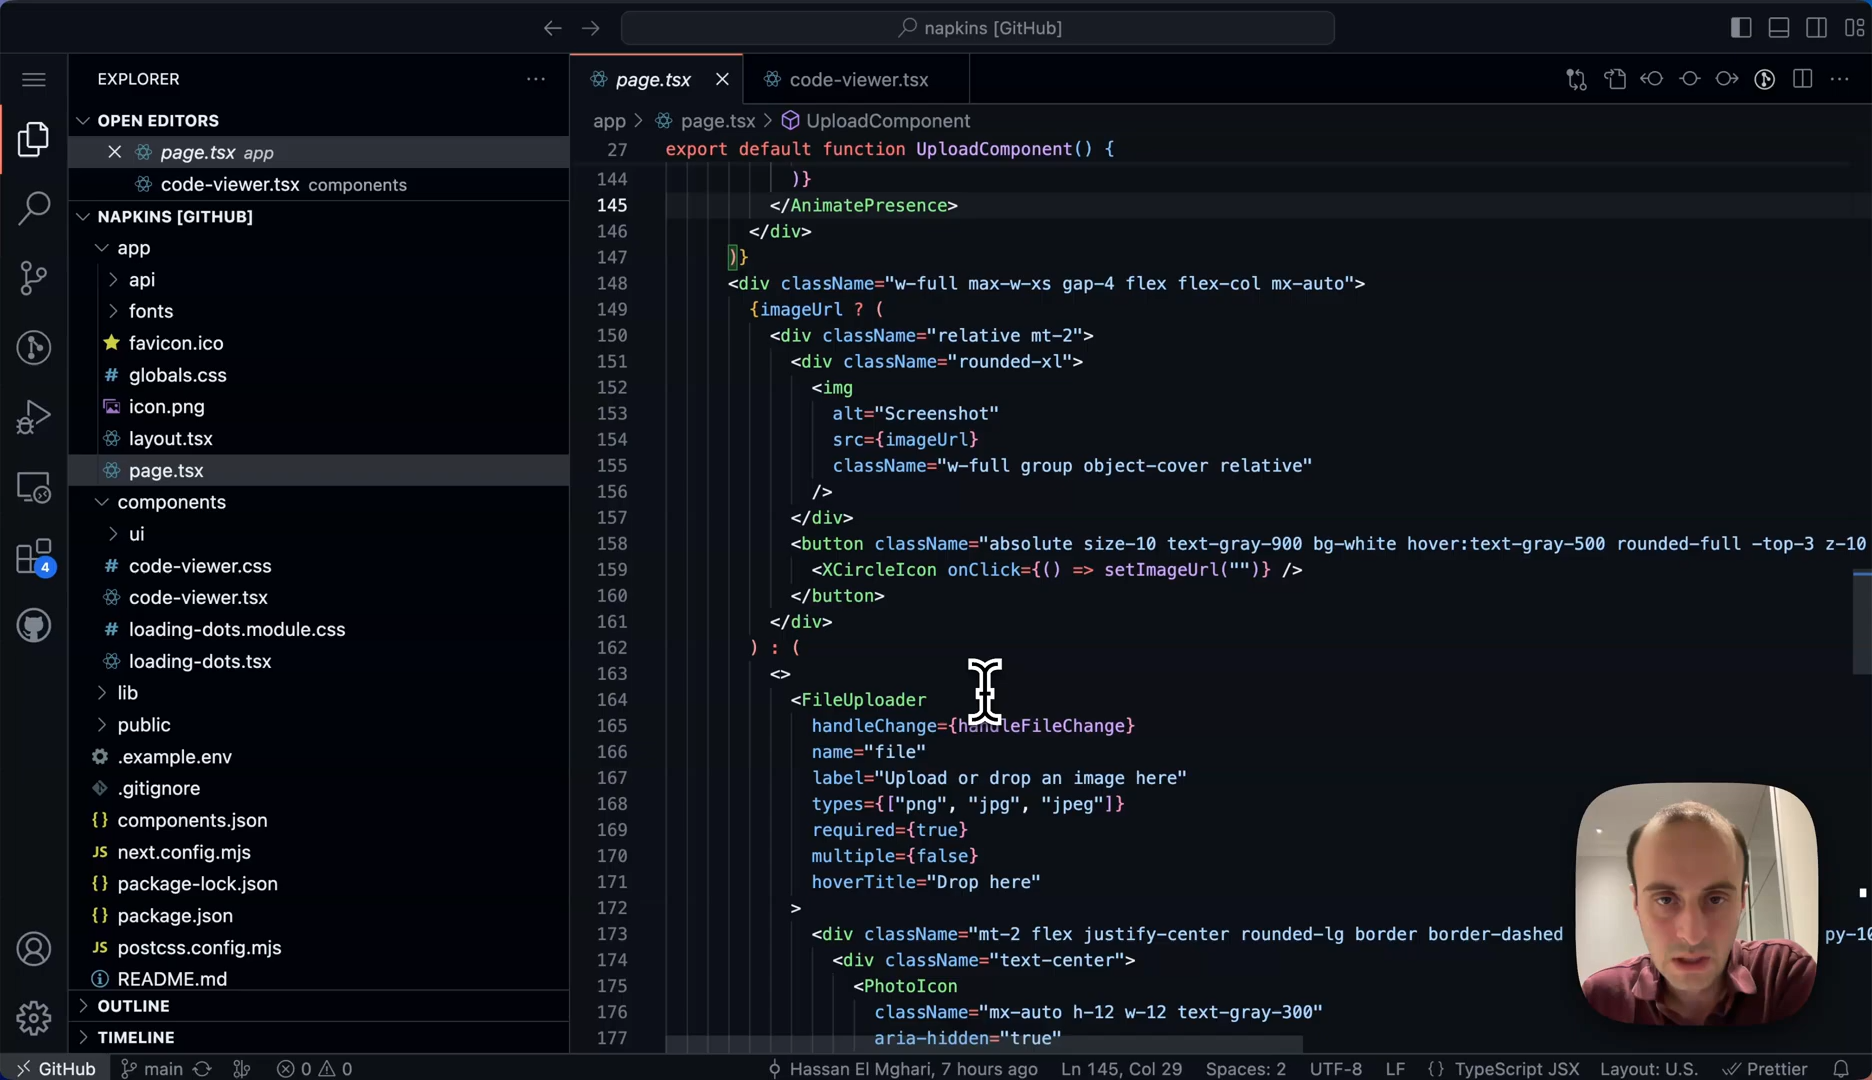 napkins [GitHub]
EXPLORER
OPEN EDITORS
page.tsx app
code-viewer.tsx components
NAPKINS [GITHUB]
app
api
fonts
favicon.ico
# globals.css
icon.png
layout.tsx
page.tsx
components
ui
# code-viewer.css
code-viewer.tsx
# loading-dots.module.css
loading-dots.tsx
lib
public
.example.env
.gitignore
{} components.json
JS next.config.mjs
{} package-lock.json
{} package.json
JS postcss.config.mjs
README.md
OUTLINE
TIMELINE
4
page.tsx
code-viewer.tsx
app > page.tsx > UploadComponent
27 export default function UploadComponent() {
144 )}
145 </AnimatePresence>
146 </div>
147 )}
148 <div className="w-full max-w-xs gap-4 flex flex-col mx-auto">
149 {imageUrl ? (
150 <div className="relative mt-2">
151 <div className="rounded-xl">
152 <img
153 alt="Screenshot"
154 src={imageUrl}
155 className="w-full group object-cover relative"
156 />
157 </div>
158 <button className="absolute size-10 text-gray-900 bg-white hover:text-gray-500 rounded-full -top-3 z-10
159 <XCircleIcon onClick={() => setImageUrl("")} />
160 </button>
161 </div>
162 ) : (
163 <>
164 <FileUploader
165 handleChange={handleFileChange}
166 name="file"
167 label="Upload or drop an image here"
168 types={["png", "jpg", "jpeg"]}
169 required={true}
170 multiple={false}
171 hoverTitle="Drop here"
172 >
173 <div className="mt-2 flex justify-center rounded-lg border border-dashed py-10
174 <div className="text-center">
175 <PhotoIcon
176 className="mx-auto h-12 w-12 text-gray-300"
177 aria-hidden="true"
GitHub main 0 0 Hassan El Mghari, 7 hours ago Ln 145, Col 29 Spaces: 2 UTF-8 LF {} TypeScript JSX Layout: U.S. Prettier